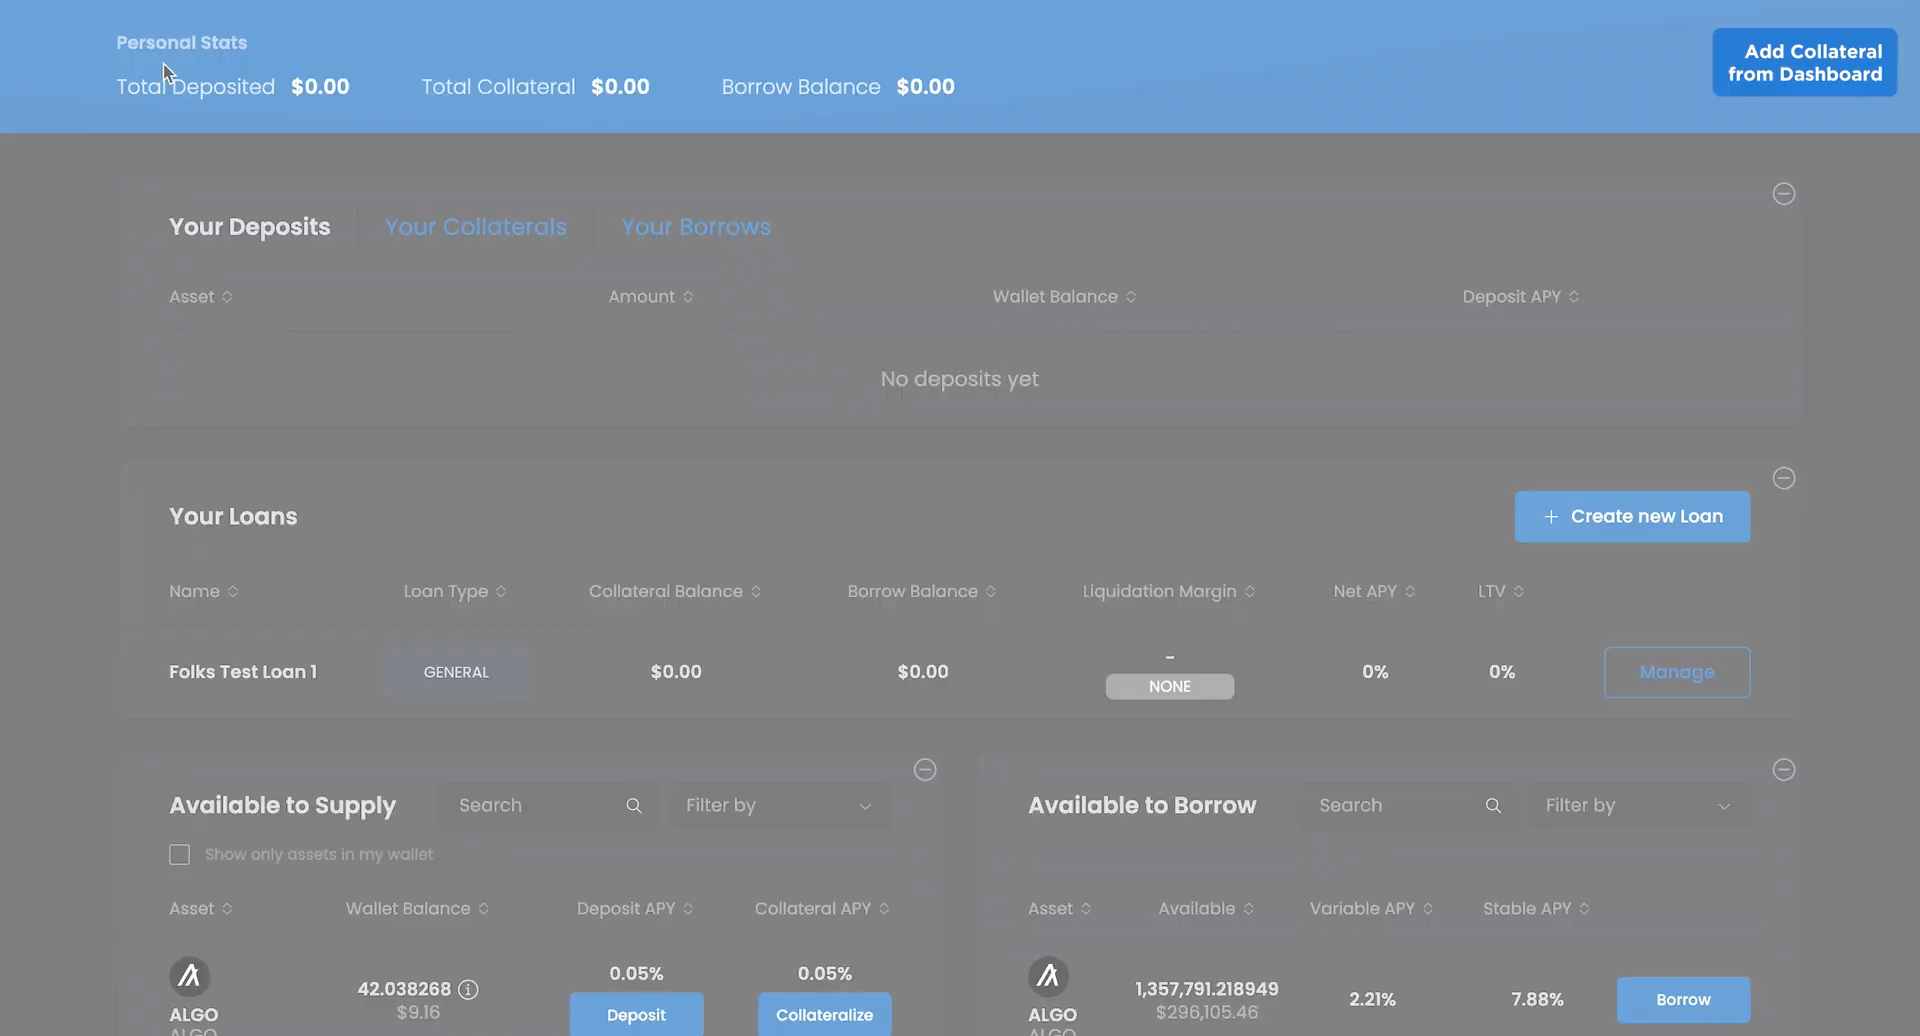 Personal Stats
Total Deposited $0.00 Total Collateral $0.00 Borrow Balance $0.00
Add Collateral
from Dashboard
Your Deposits Your Collaterals Your Borrows
Asset Amount Wallet Balance Deposit APY
No deposits yet
Your Loans
+ Create new Loan
Name Loan Type Collateral Balance Borrow Balance Liquidation Margin Net APY LTV
Folks Test Loan 1 GENERAL $0.00 $0.00 - 0% 0% Manage
NONE
Available to Supply Search Filter by
Show only assets in my wallet
Asset Wallet Balance Deposit APY Collateral APY
42.038268 0.05% 0.05%
$9.16
ALGO Deposit Collateralize
ALGO
Available to Borrow Search Filter by
Asset Available Variable APY Stable APY
1,357,791.218949 2.21% 7.88% Borrow
$296,105.46
ALGO
ALGO